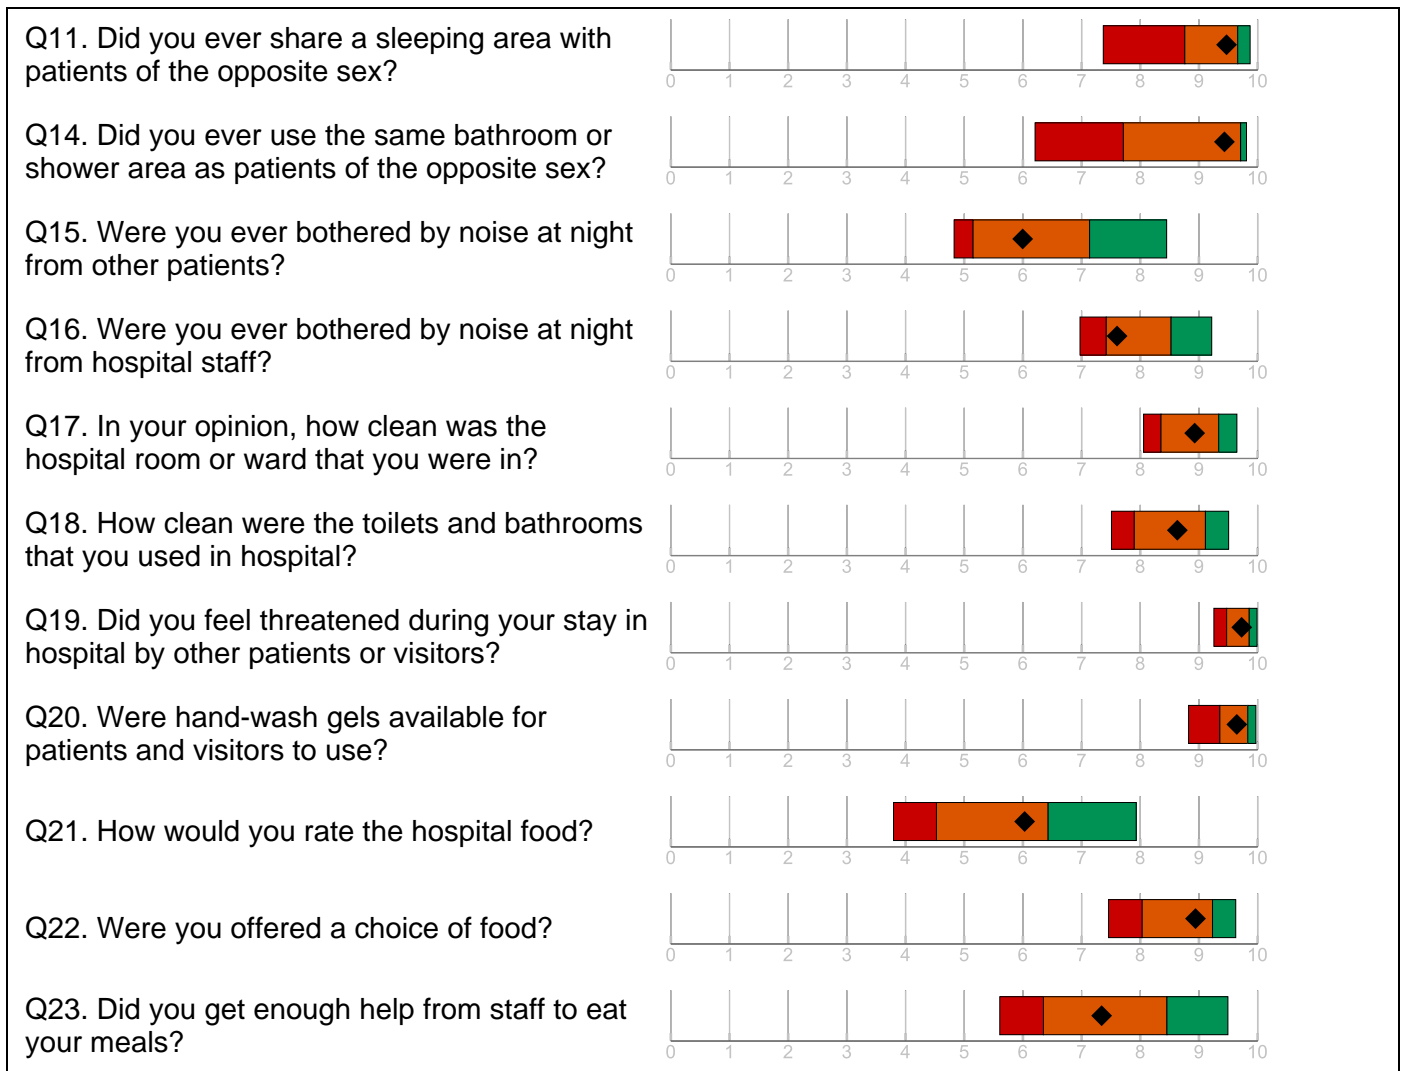 Q11. Did you ever share a sleeping area with
patients of the opposite sex?
0 1 2 3 4 5 6 7 8 9 10
Q14. Did you ever use the same bathroom or
shower area as patients of the opposite sex?
0 1 2 3 4 5 6 7 8 9 10
Q15. Were you ever bothered by noise at night
from other patients?
0 1 2 3 4 5 6 7 8 9 10
Q16. Were you ever bothered by noise at night
from hospital staff?
0 1 2 3 4 5 6 7 8 9 10
Q17. In your opinion, how clean was the
hospital room or ward that you were in?
0 1 2 3 4 5 6 7 8 9 10
Q18. How clean were the toilets and bathrooms
that you used in hospital?
0 1 2 3 4 5 6 7 8 9 10
Q19. Did you feel threatened during your stay in
hospital by other patients or visitors?
0 1 2 3 4 5 6 7 8 9 10
Q20. Were hand-wash gels available for
patients and visitors to use?
0 1 2 3 4 5 6 7 8 9 10
Q21. How would you rate the hospital food?
0 1 2 3 4 5 6 7 8 9 10
Q22. Were you offered a choice of food?
0 1 2 3 4 5 6 7 8 9 10
Q23. Did you get enough help from staff to eat
your meals?
0 1 2 3 4 5 6 7 8 9 10